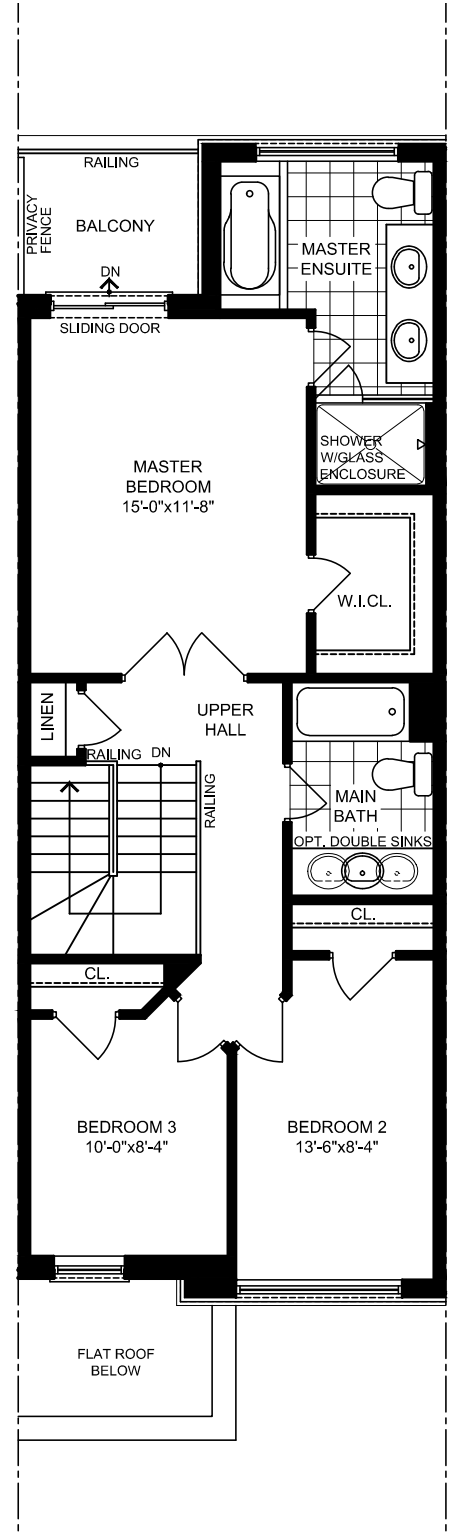 RAILING
PRIVACY
FENCE
BALCONY
DN
SLIDING DOOR
MASTER
ENSUITE
SHOWER
W/GLASS
ENCLOSURE
MASTER
BEDROOM
15'-0"x11'-8"
W.I.CL.
LINEN
UPPER
HALL
RAILING
DN
RAILING
MAIN
BATH
OPT. DOUBLE SINKS
CL.
CL.
BEDROOM 3
10'-0"x8'-4"
BEDROOM 2
13'-6"x8'-4"
FLAT ROOF
BELOW